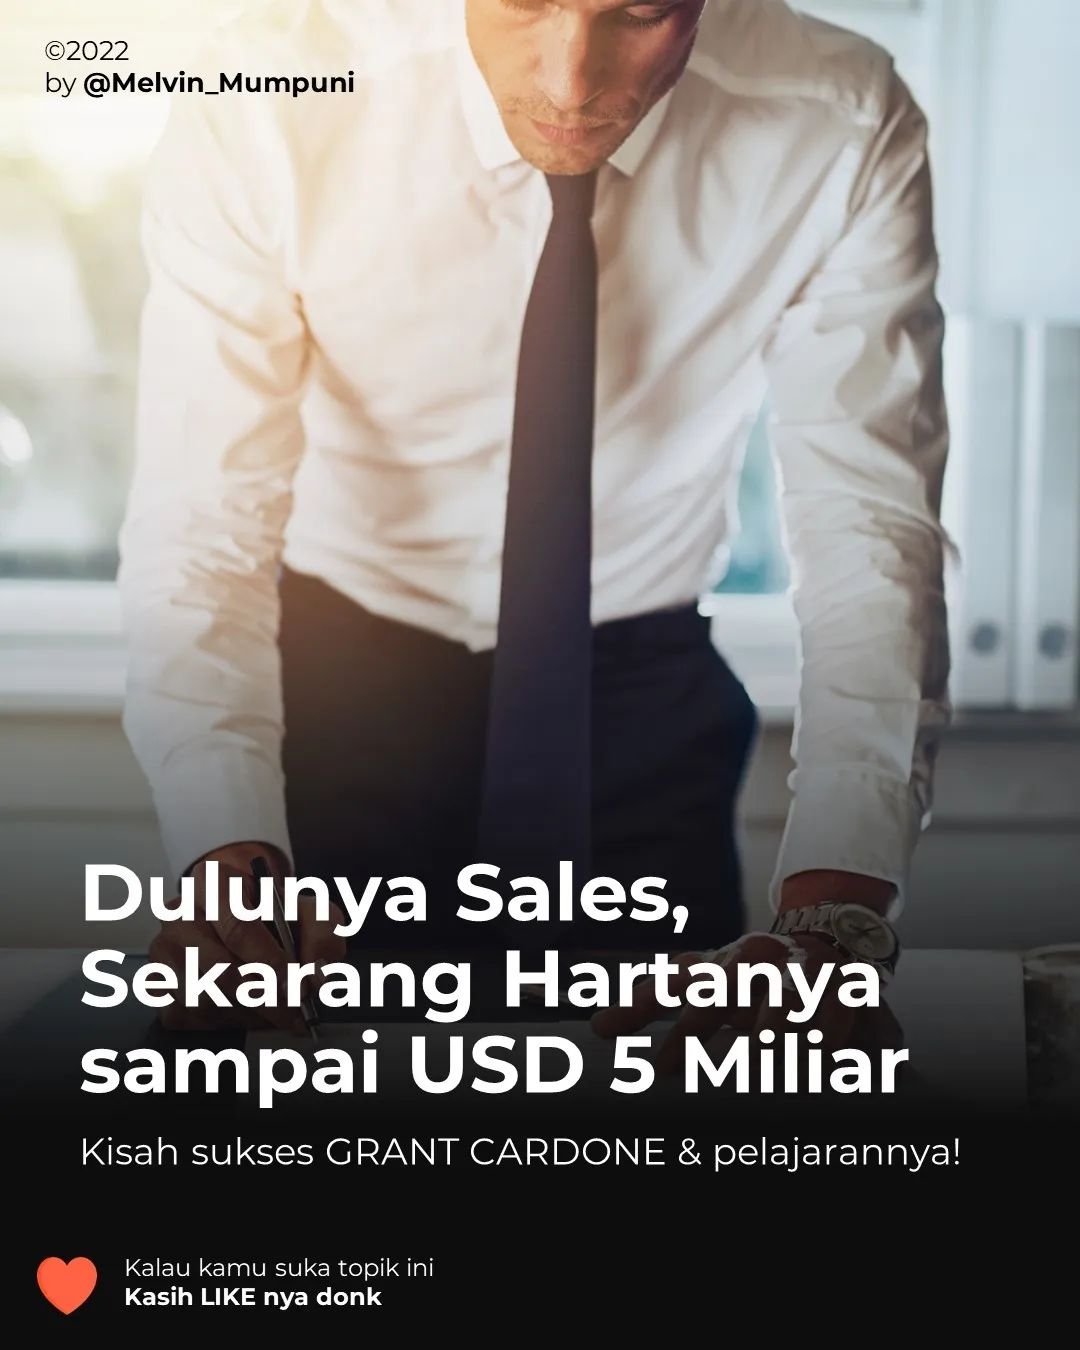 ©2022
by @Melvin_Mumpuni
Dulunya Sales,
Sekarang Hartanya
sampai USD 5 Miliar
Kisah sukses GRANT CARDONE & pelajarannya!
Kalau kamu suka topik ini
Kasih LIKE nya donk